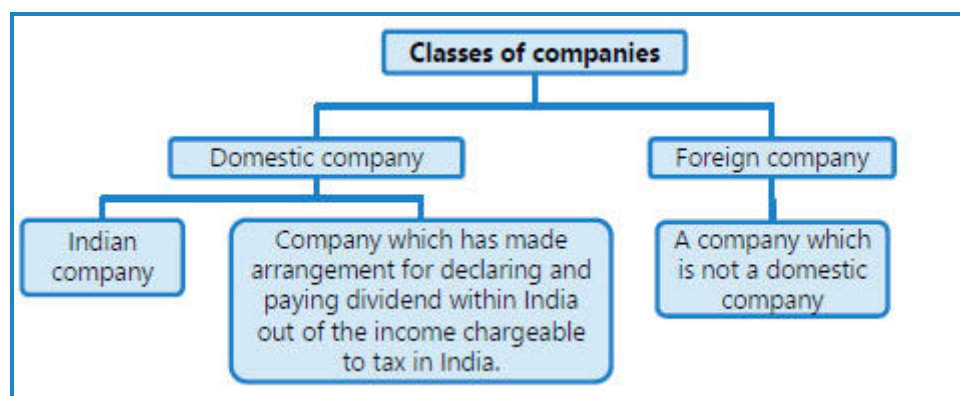 Classes of companies
Domestic company
Foreign company
Indian
company
Company which has made
arrangement for declaring and
paying dividend within India
out of the income chargeable
to tax in India.
A company which
is not a domestic
company